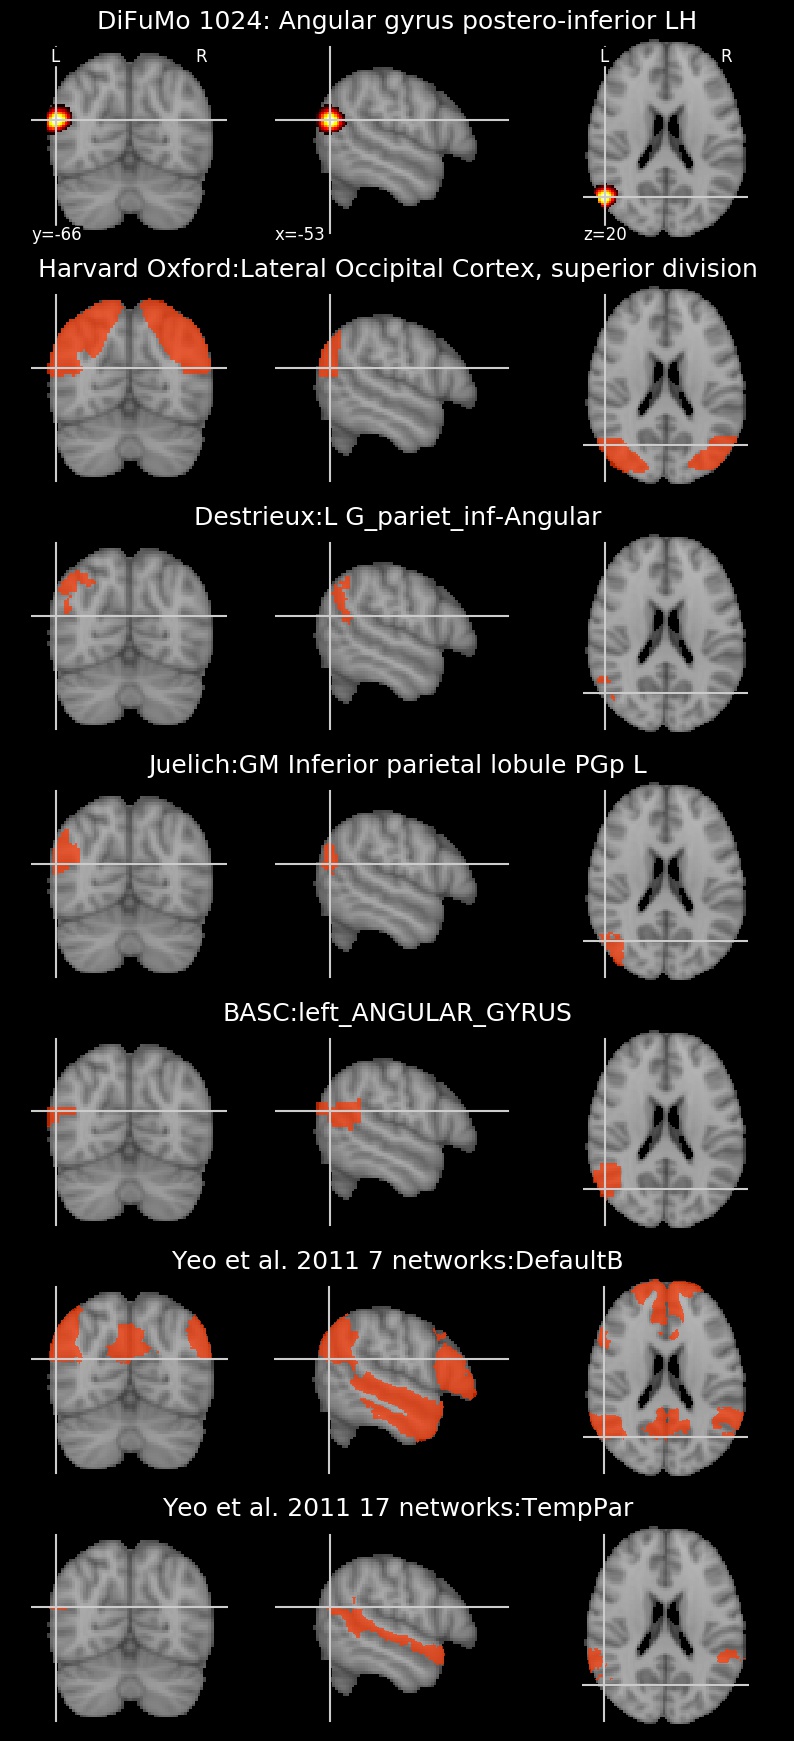 DiFuMo 1024: Angular gyrus postero-inferior LH
L R L R
y=-66 x=-53 z=20
Harvard Oxford:Lateral Occipital Cortex, superior division
Destrieux:L G_pariet_inf-Angular
Juelich:GM Inferior parietal lobule PGp L
BASC:left_ANGULAR_GYRUS
Yeo et al. 2011 7 networks:DefaultB
Yeo et al. 2011 17 networks:TempPar